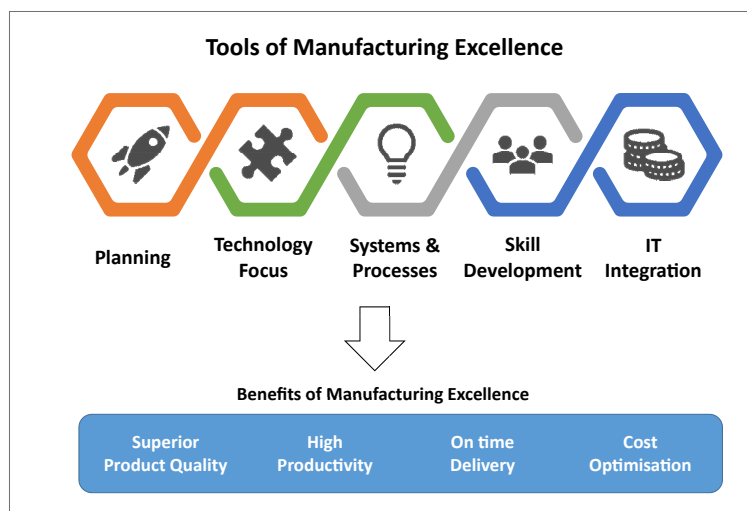 Tools of Manufacturing Excellence
Planning
Technology
Focus
Systems &
Processes
Skill
Development
IT
Integration
Benefits of Manufacturing Excellence
Superior
Product Quality
High
Productivity
On time
Delivery
Cost
Optimisation